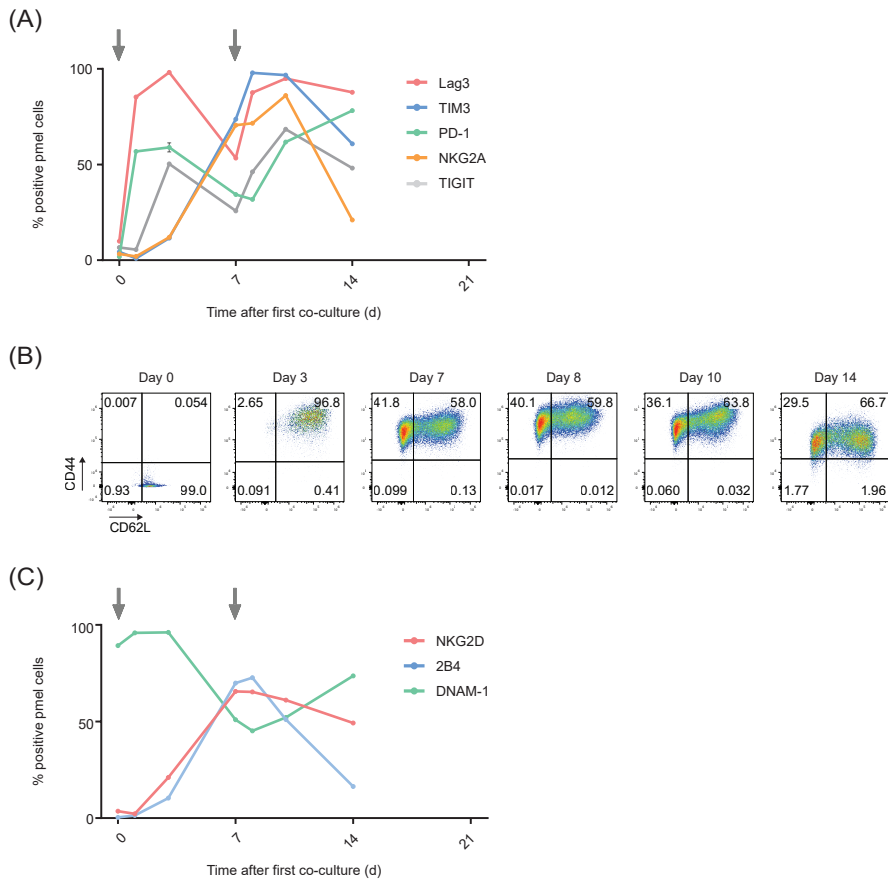 (A)
100
50
0
% positive pmel cells
0
7
14
21
Time after first co-culture (d)
Lag3
TIM3
PD-1
NKG2A
TIGIT
(B)
Day 0
Day 3
Day 7
Day 8
Day 10
Day 14
0.007 0.054
0.93 99.0
2.65 96.8
0.091 0.41
41.8 58.0
0.099 0.13
40.1 59.8
0.017 0.012
36.1 63.8
0.060 0.032
29.5 66.7
1.77 1.96
CD44
CD62L
(C)
100
50
0
% positive pmel cells
0
7
14
21
Time after first co-culture (d)
NKG2D
2B4
DNAM-1